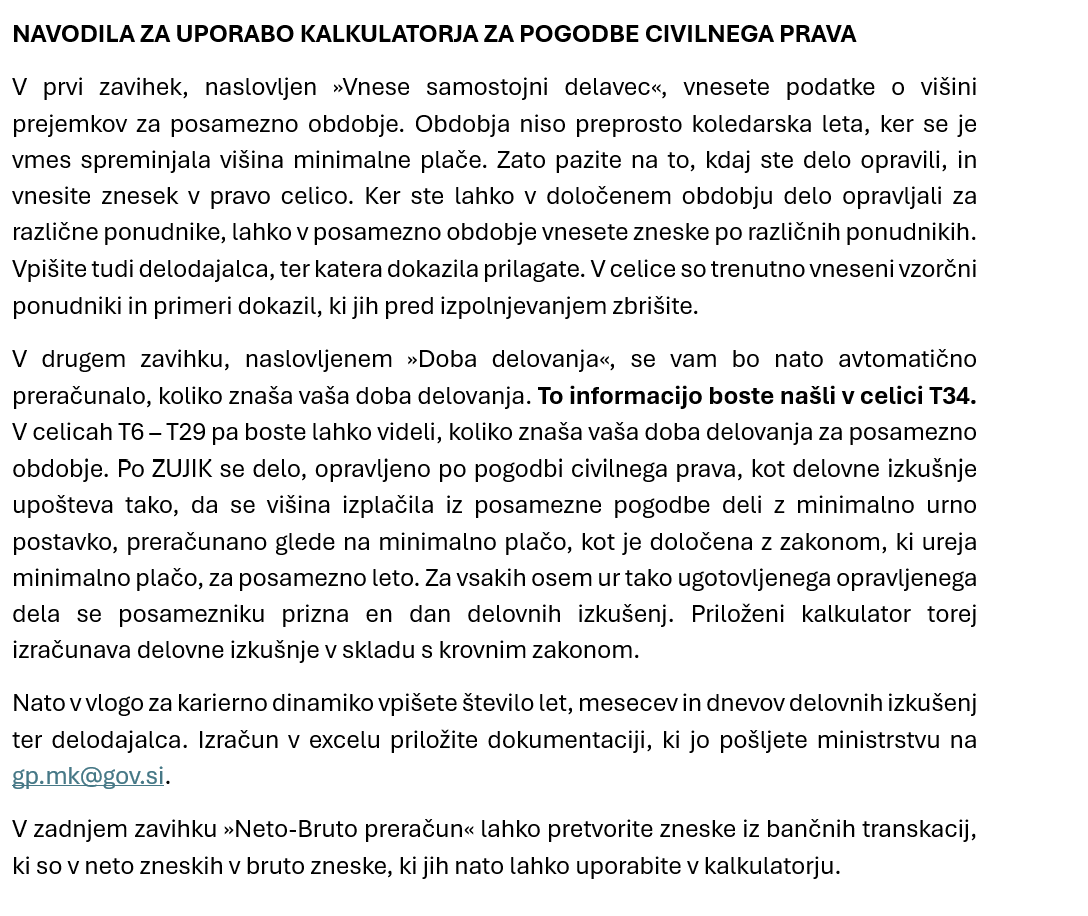 NAVODILA ZA UPORABO KALKULATORJA ZA POGODBE CIVILNEGA PRAVA
V prvi zavihek, naslovljen »Vnese samostojni delavec«, vnesete podatke o višini
prejemkov za posamezno obdobje. Obdobja niso preprosto koledarska leta, ker se je
vmes spreminjala višina minimalne plače. Zato pazite na to, kdaj ste delo opravili, in
vnesite znesek v pravo celico. Ker ste lahko v določenem obdobju delo opravljali za
različne ponudnike, lahko v posamezno obdobje vnesete zneske po različnih ponudnikih.
Vpišite tudi delodajalca, ter katera dokazila prilagate. V celice so trenutno vneseni vzorčni
ponudniki in primeri dokazil, ki jih pred izpolnjevanjem zbrišite.
V drugem zavihku, naslovljenem »Doba delovanja«, se vam bo nato avtomatično
preračunalo, koliko znaša vaša doba delovanja. To informacijo boste našli v celici T34.
V celicah T6 – T29 pa boste lahko videli, koliko znaša vaša doba delovanja za posamezno
obdobje. Po ZUJIK se delo, opravljeno po pogodbi civilnega prava, kot delovne izkušnje
upošteva tako, da se višina izplačila iz posamezne pogodbe deli z minimalno urno
postavko, preračunano glede na minimalno plačo, kot je določena z zakonom, ki ureja
minimalno plačo, za posamezno leto. Za vsakih osem ur tako ugotovljenega opravljenega
dela se posamezniku prizna en dan delovnih izkušenj. Priloženi kalkulator torej
izračunava delovne izkušnje v skladu s krovnim zakonom.
Nato v vlogo za karierno dinamiko vpišete število let, mesecev in dnevov delovnih izkušenj
ter delodajalca. Izračun v excelu priložite dokumentaciji, ki jo pošljete ministrstvu na
gp.mk@gov.si.
V zadnjem zavihku »Neto-Bruto preračun« lahko pretvorite zneske iz bančnih transkacij,
ki so v neto zneskih v bruto zneske, ki jih nato lahko uporabite v kalkulatorju.